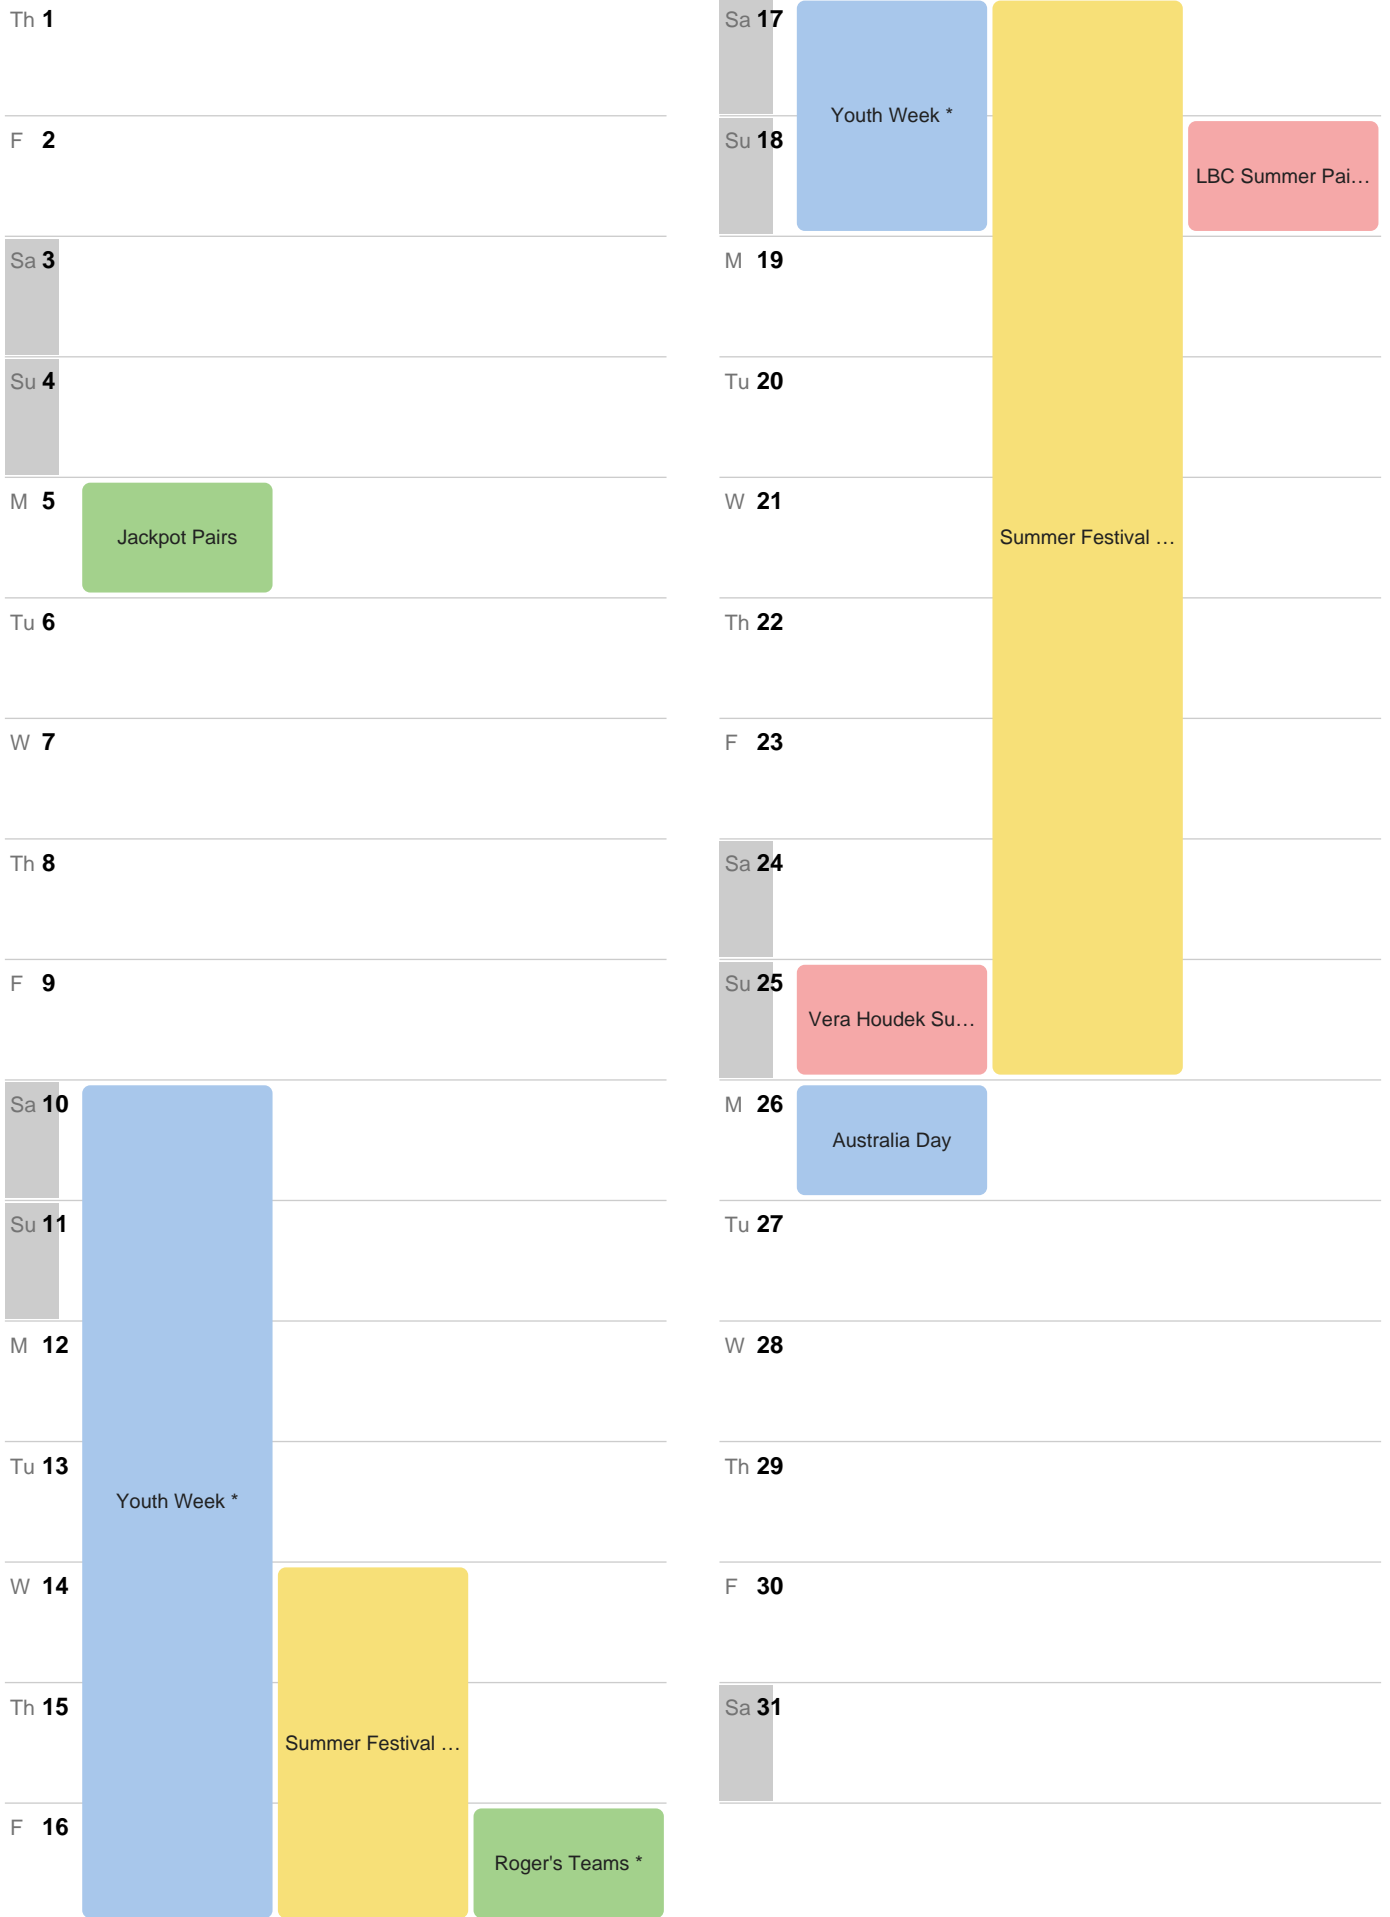 Th 1
F 2
Sa 3
Su 4
M 5
Jackpot Pairs
Tu 6
W 7
Th 8
F 9
Sa 10
Su 11
M 12
Tu 13
Youth Week *
W 14
Th 15
Summer Festival …
F 16
Roger's Teams *
Sa 17
Youth Week *
Su 18
LBC Summer Pai…
M 19
Tu 20
W 21
Summer Festival …
Th 22
F 23
Sa 24
Su 25
Vera Houdek Su…
M 26
Australia Day
Tu 27
W 28
Th 29
F 30
Sa 31